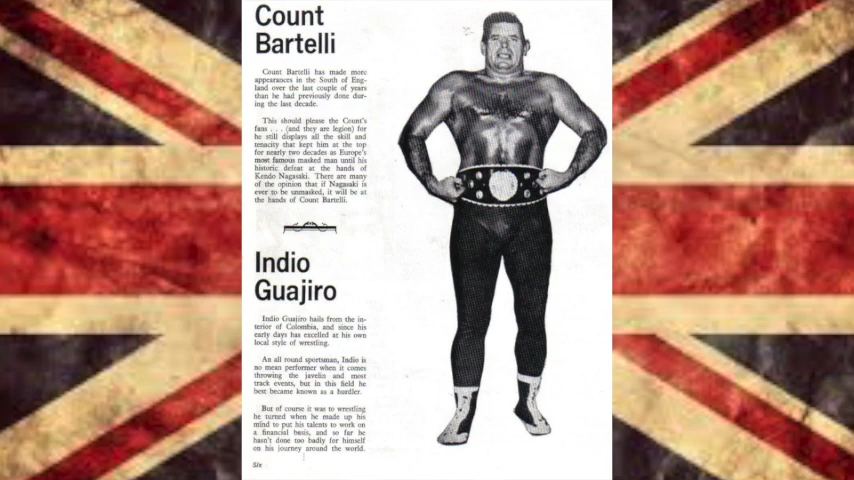 Count
Bartelli
Count Bartelli has made more
appearances in the South of Eng-
land over the last couple of years
than he had previously done dur-
ing the last decade.
This should please the Count's
fans . . . (and they are legion) for
he still displays all the skill and
tenacity that kept him at the top
for nearly two decades as Europe's
most famous masked man until his
historic defeat at the hands of
Kendo Nagasaki. There are many
of the opinion that if Nagasaki is
ever to be unmasked, it will be at
the hands of Count Bartelli.
Indio
Guajiro
Indio Guajiro hails from the in-
terior of Colombia, and since his
early days has excelled at his own
local style of wrestling.
An all round sportsman, Indio is
no mean performer when it comes
throwing the javelin and most
track events, but in this field he
best became known as a hurdler.
But of course it was to wrestling
he turned when he made up his
mind to put his talents to work on
a financial basis, and so far he
hasn't done too badly for himself
on his journey around the world.
Six